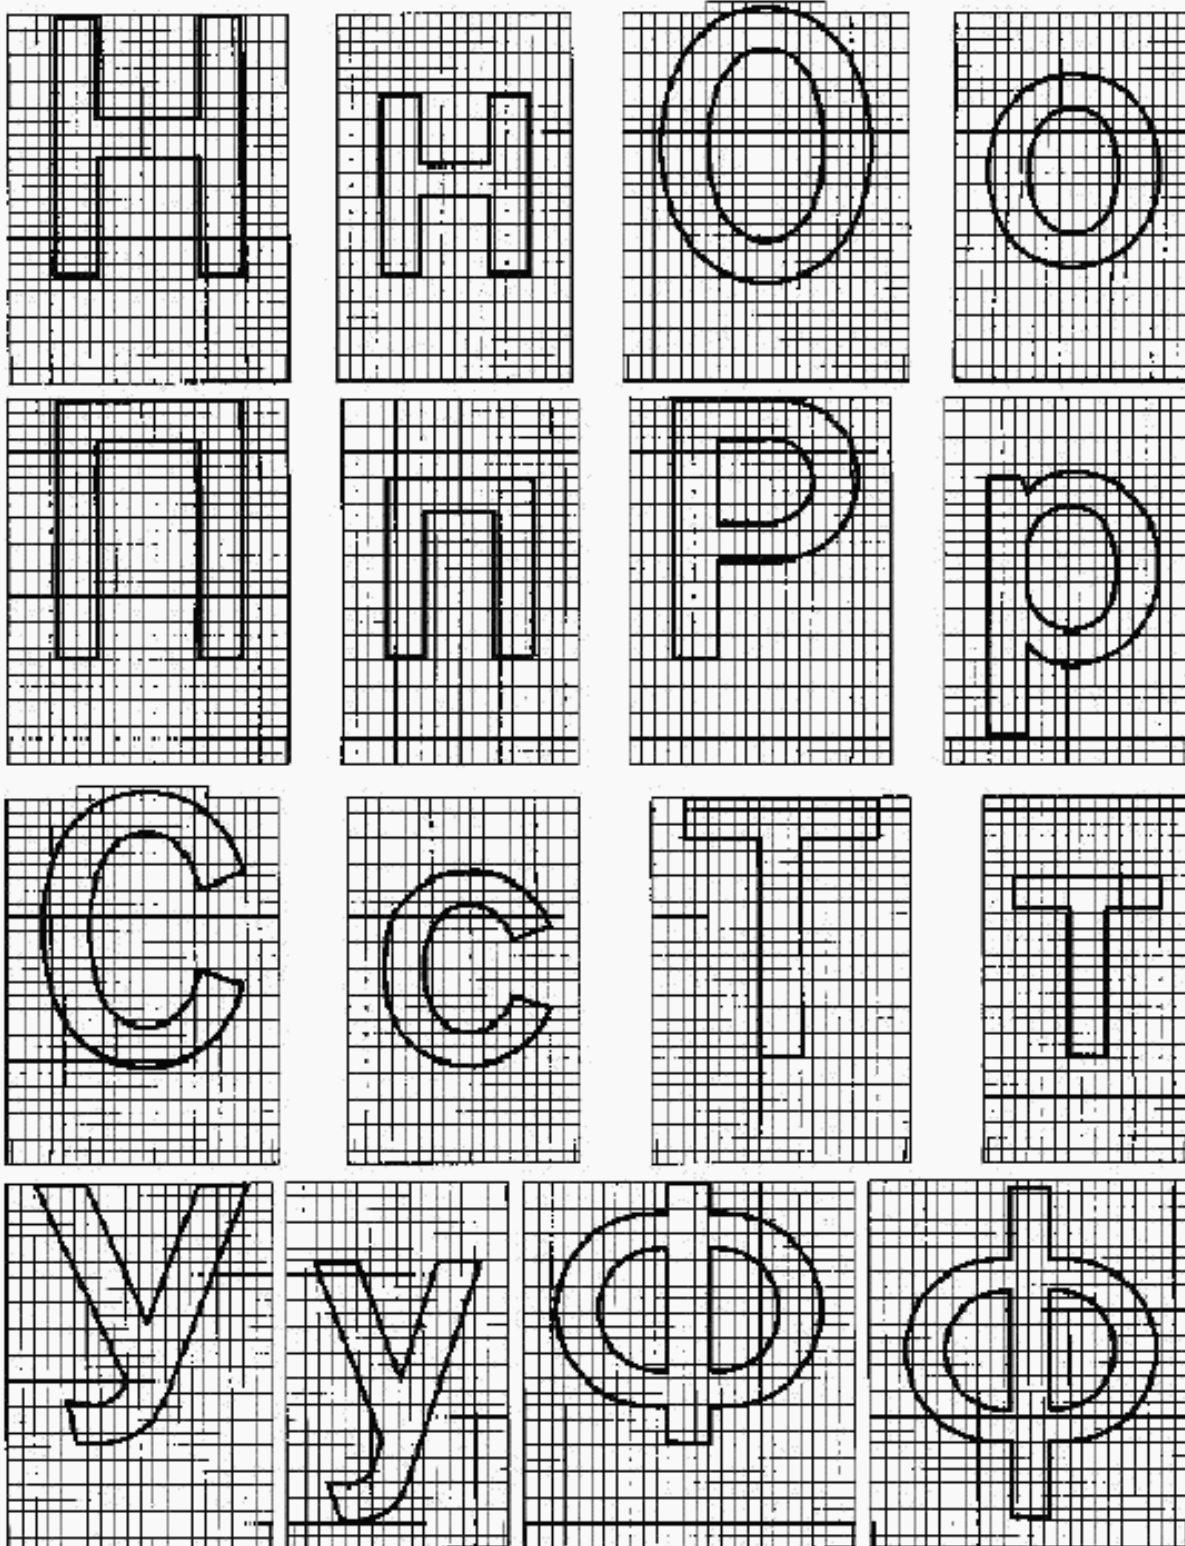 Н н О о
П п Р р
С с Т т
У у Ф ф